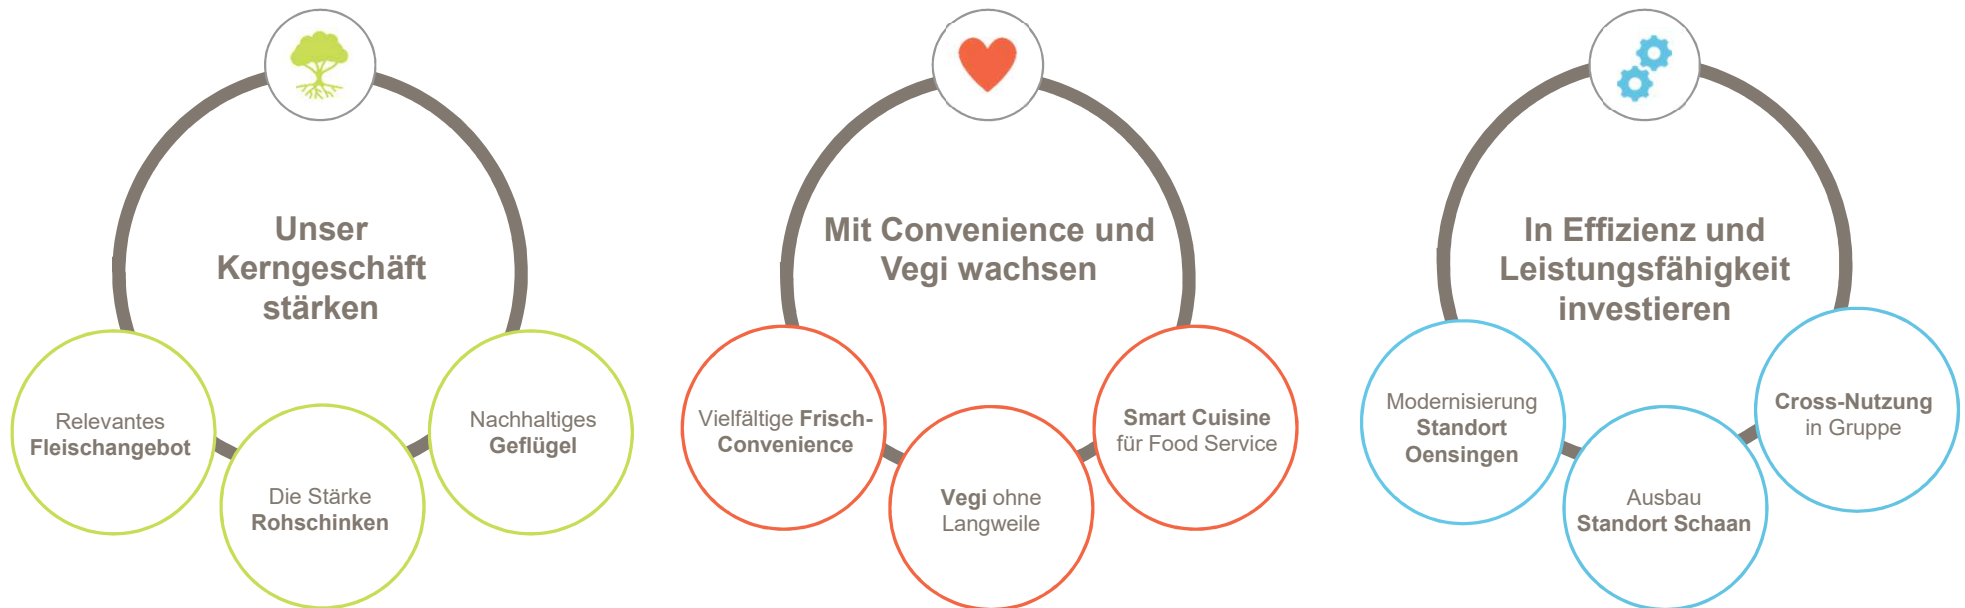 Unser
Kerngeschäft
stärken
Relevantes
Fleischangebot
Die Stärke
Rohschinken
Nachhaltiges
Geflügel
Mit Convenience und
Vegi wachsen
Vielfältige Frisch-
Convenience
Vegi ohne
Langweile
Smart Cuisine
für Food Service
In Effizienz und
Leistungsfähigkeit
investieren
Modernisierung
Standort
Oensingen
Ausbau
Standort Schaan
Cross-Nutzung
in Gruppe